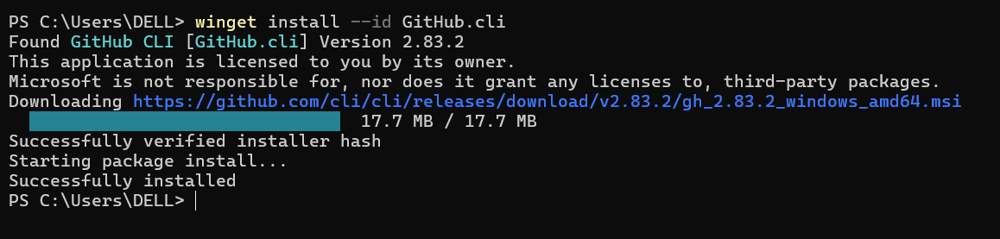 PS C:\Users\DELL> winget install --id GitHub.cli
Found GitHub CLI [GitHub.cli] Version 2.83.2
This application is licensed to you by its owner.
Microsoft is not responsible for, nor does it grant any licenses to, third-party packages.
Downloading https://github.com/cli/cli/releases/download/v2.83.2/gh_2.83.2_windows_amd64.msi
17.7 MB / 17.7 MB
Successfully verified installer hash
Starting package install...
Successfully installed
PS C:\Users\DELL>